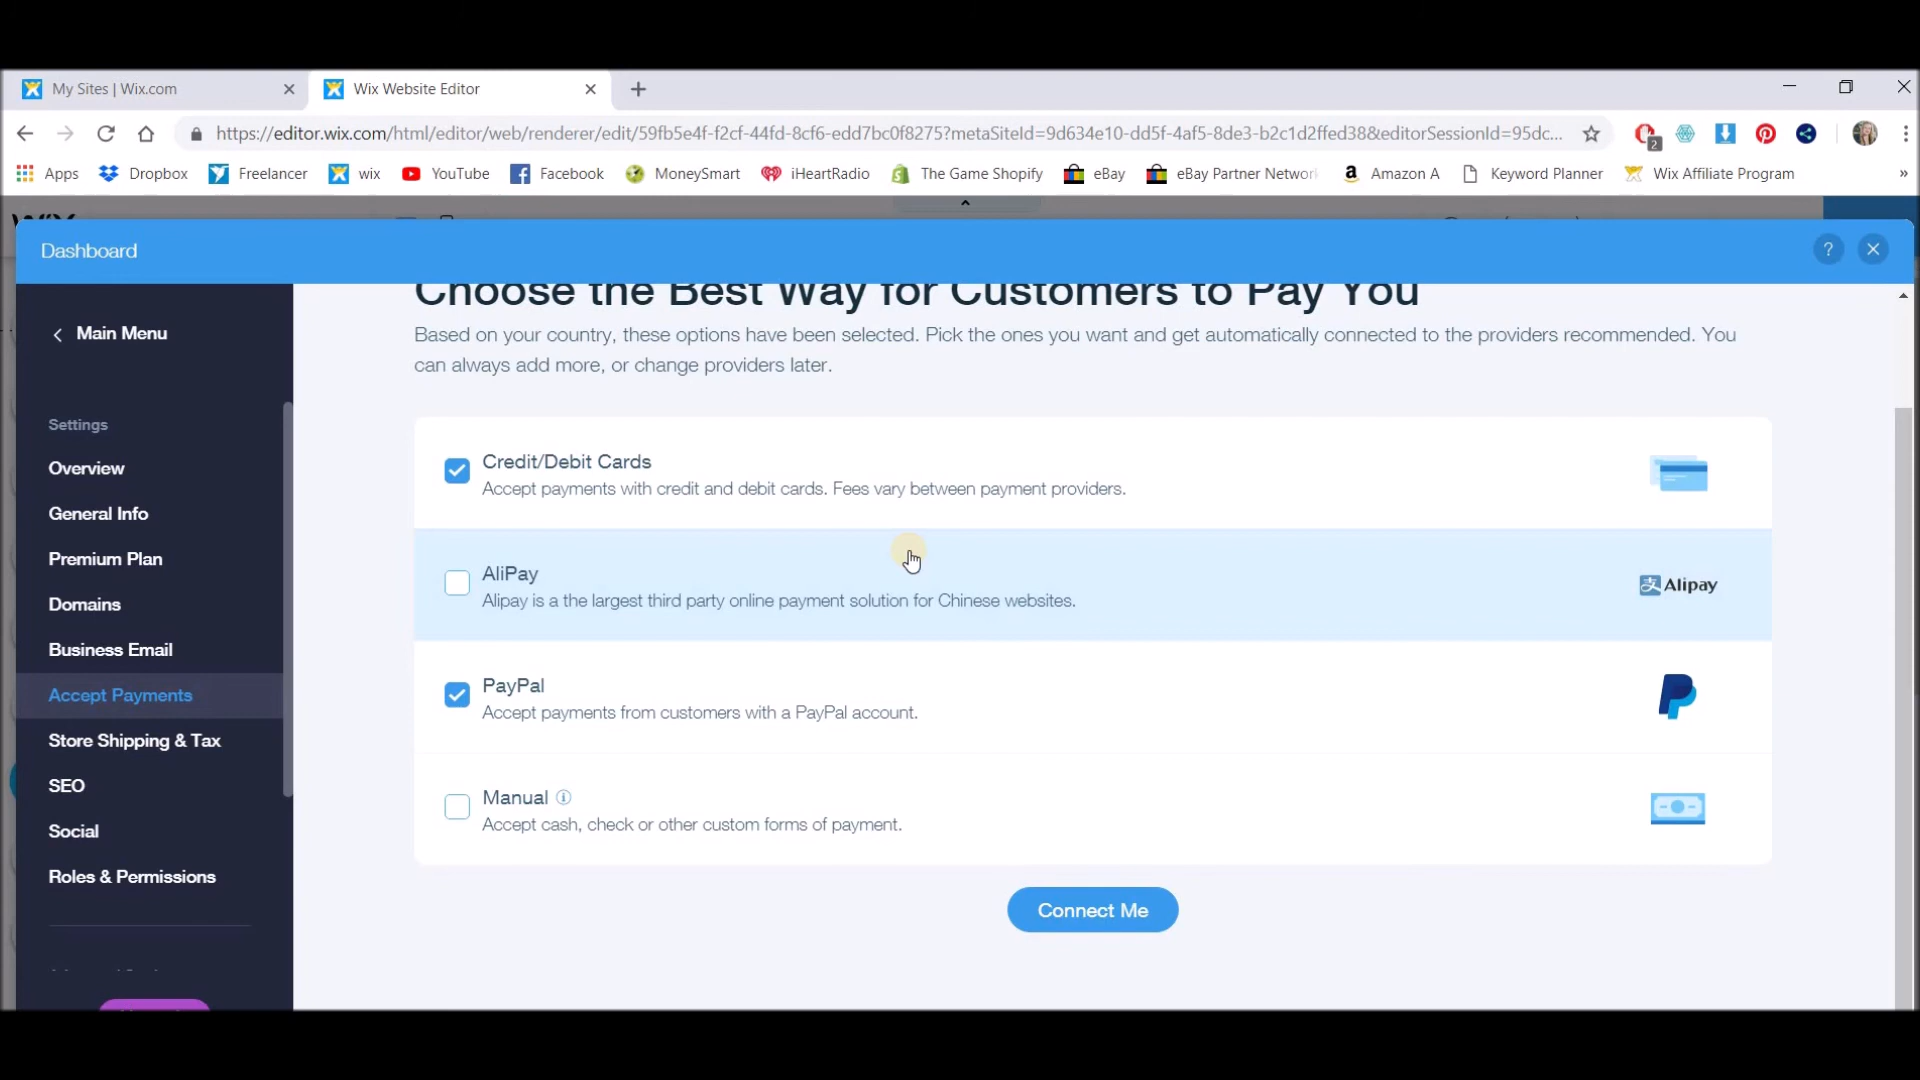 My Sites | Wix.com
Wix Website Editor
https://editor.wix.com/html/editor/web/renderer/edit/59fb5e4f-f2cf-44fd-8cf6-edd7bc0f8275?metaSiteId=9d634e10-dd5f-4af5-8de3-b2c1d2ffed38&editorSessionId=95dc...
2
Apps
Dropbox
Freelancer
wix
YouTube
Facebook
MoneySmart
iHeartRadio
The Game Shopify
eBay
eBay Partner Network
Amazon A
Keyword Planner
Wix Affiliate Program
»
Dashboard
?
Main Menu
Settings
Overview
General Info
Premium Plan
Domains
Business Email
Accept Payments
Store Shipping & Tax
SEO
Social
Roles & Permissions
Choose the Best Way for Customers to Pay You
Based on your country, these options have been selected. Pick the ones you want and get automatically connected to the providers recommended. You
can always add more, or change providers later.
Credit/Debit Cards
Accept payments with credit and debit cards. Fees vary between payment providers.
AliPay
Alipay is a the largest third party online payment solution for Chinese websites.
支 Alipay
PayPal
Accept payments from customers with a PayPal account.
Manual
Accept cash, check or other custom forms of payment.
Connect Me